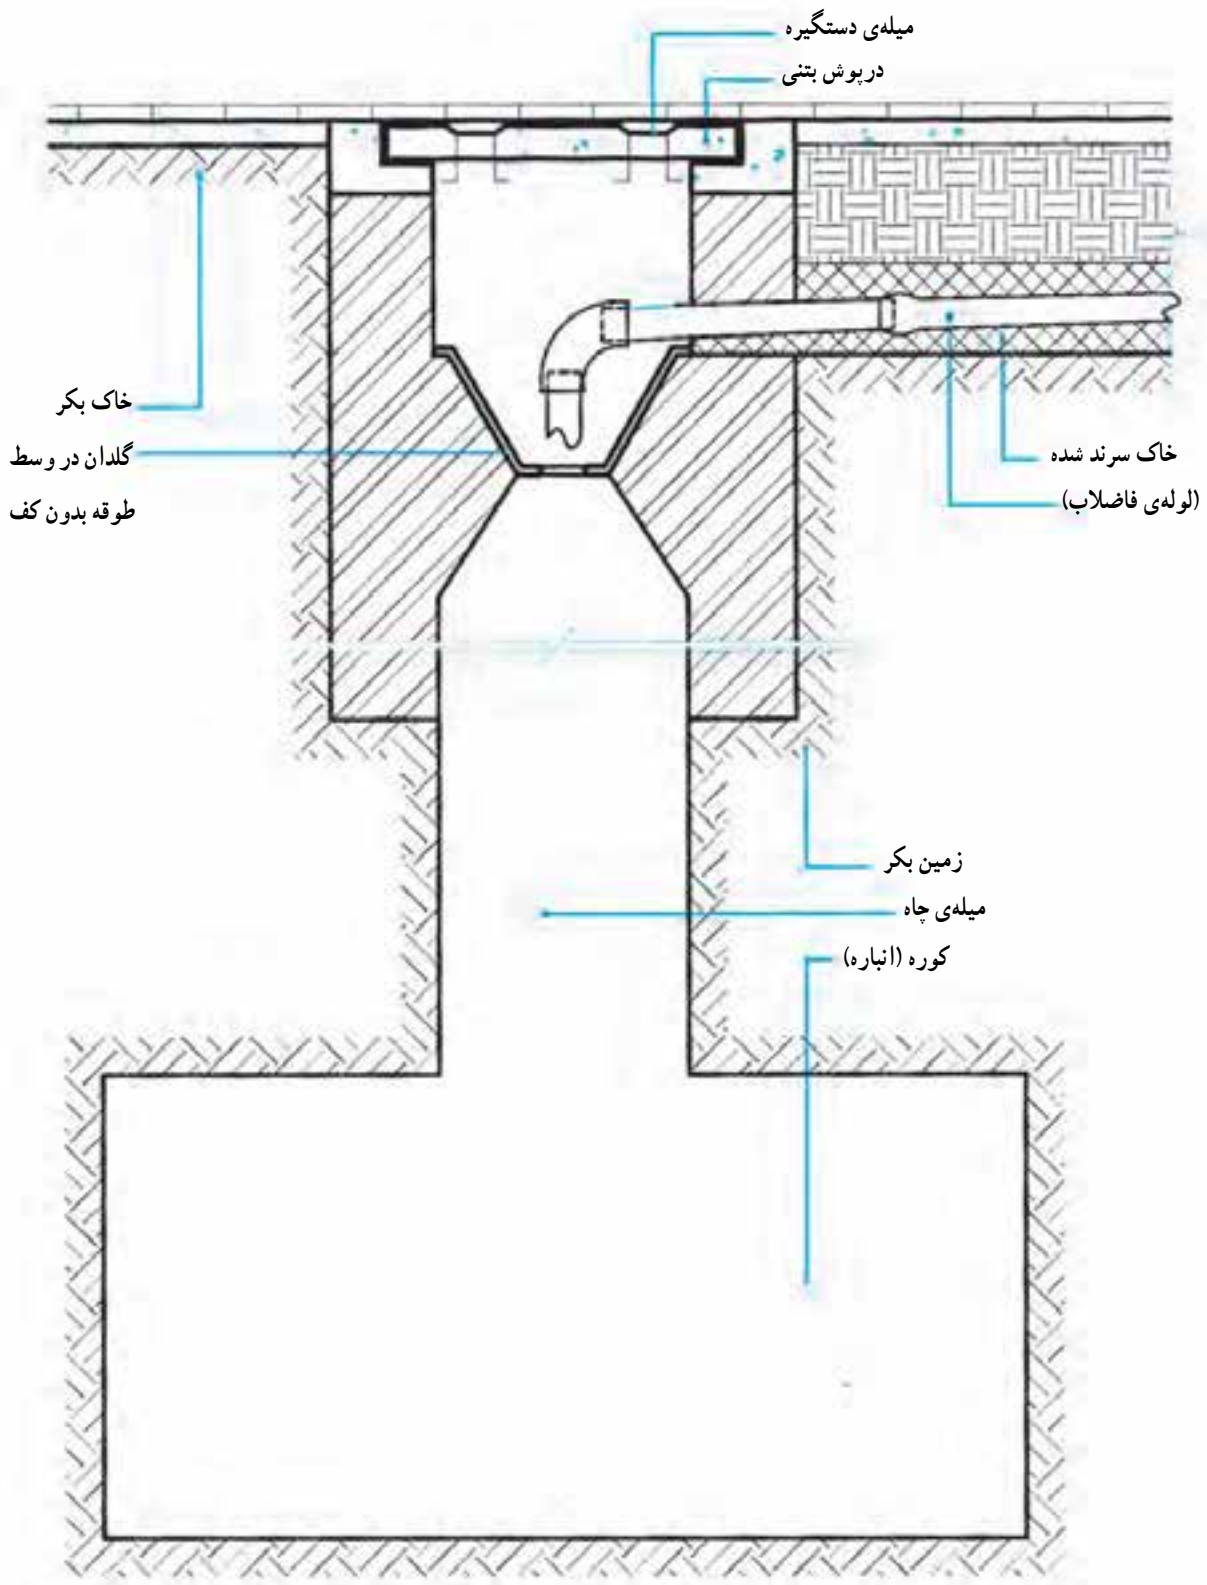 میله‌ی دستگیره
درپوش بتنی
خاک بکر
گلدان در وسط
طوقه بدون کف
خاک سرند شده
(لوله‌ی فاضلاب)
زمین بکر
میله‌ی چاه
کوره (انباره)